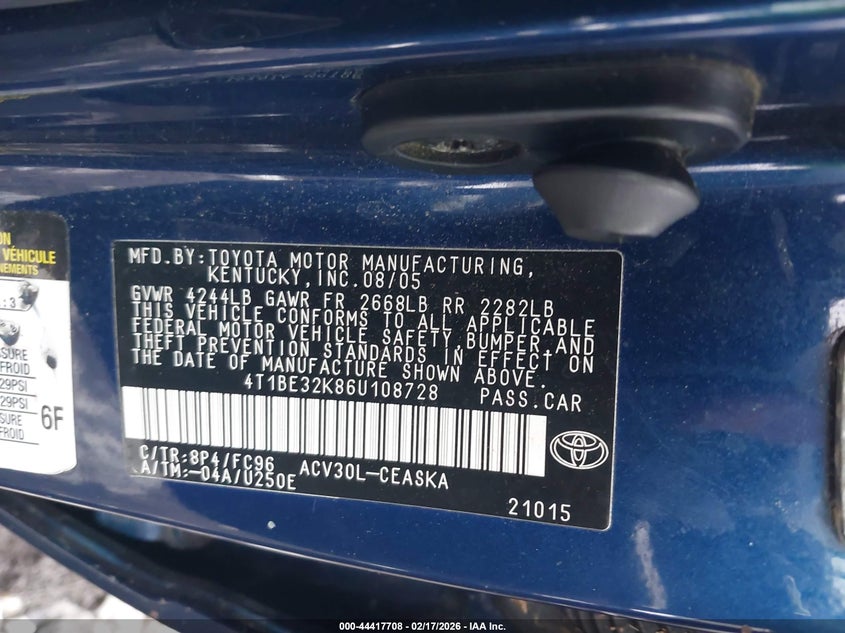 MFD.BY:TOYOTA MOTOR MANUFACTURING,
KENTUCKY,INC.08/05
GVWR 4244LB GAWR FR 2668LB RR 2282LB
THIS VEHICLE CONFORMS TO ALL APPLICABLE
FEDERAL MOTOR VEHICLE SAFETY,BUMPER,AND
THEFT PREVENTION STANDARDS IN EFFECT ON
THE DATE OF MANUFACTURE SHOWN ABOVE.
4T1BE32K86U108728 PASS.CAR
C/TR:8P4/FC96 ACV30L-CEASKA
A/TM:-04A/U250E
21015
VÉHICULE
FROID
29PSI
29PSI
FROID
6F
000-44417708 - 02/17/2026 - IAA Inc.